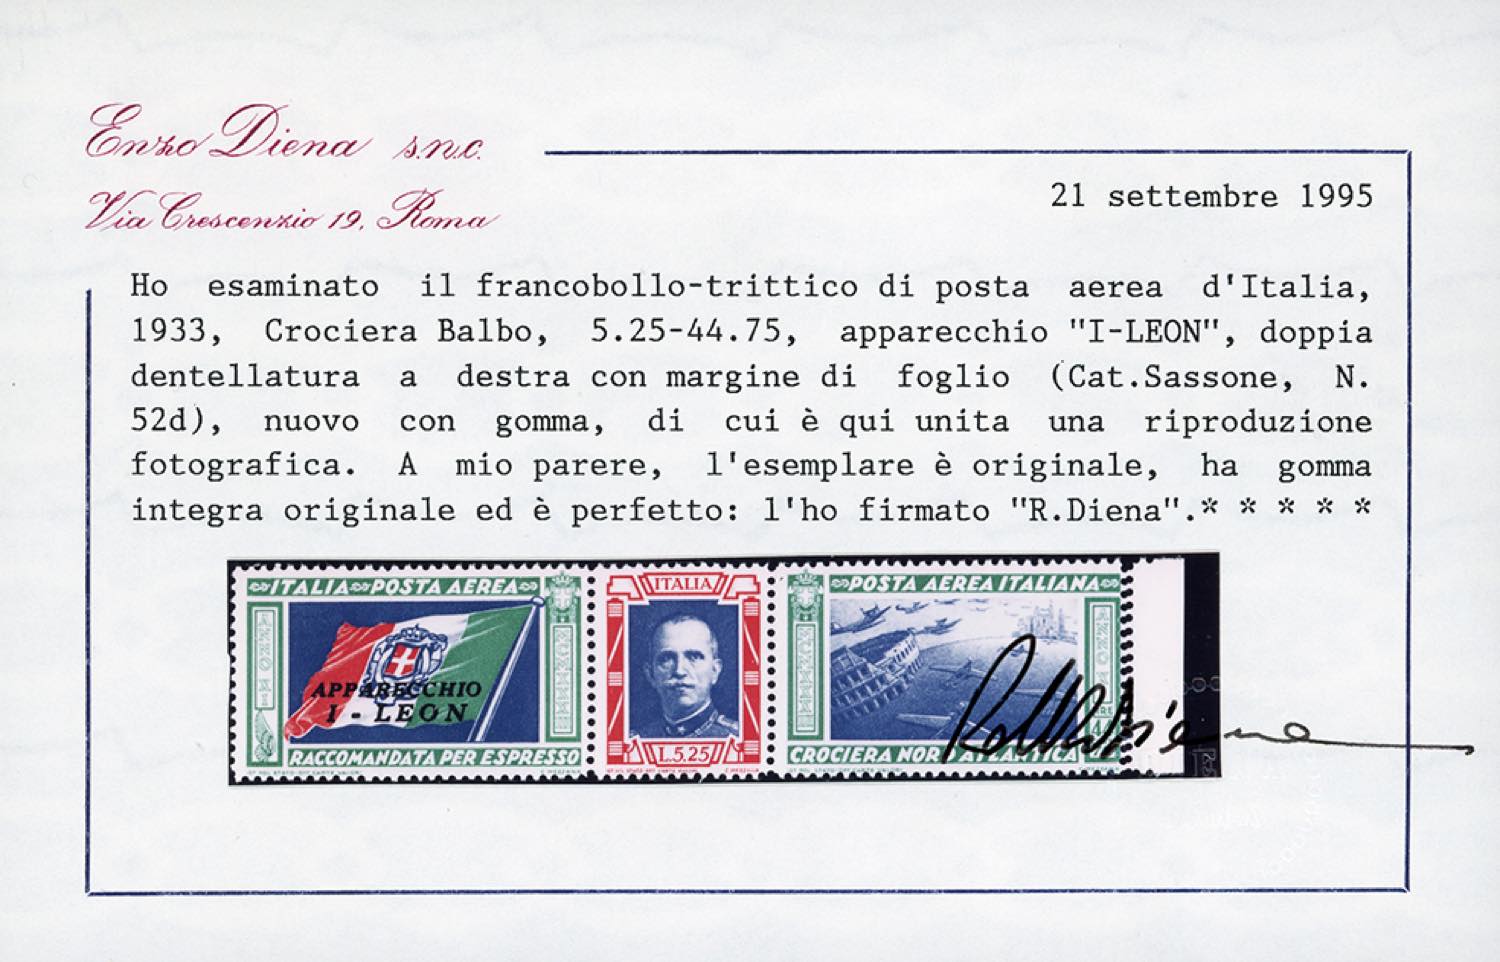 Enzo Diena s.n.c.
Via Crescenzio 19, Roma
21 settembre 1995
Ho esaminato il francobollo-trittico di posta aerea d'Italia,
1933, Crociera Balbo, 5.25-44.75, apparecchio "I-LEON", doppia
dentellatura a destra con margine di foglio (Cat.Sassone, N.
52d), nuovo con gomma, di cui è qui unita una riproduzione
fotografica. A mio parere, l'esemplare è originale, ha gomma
integra originale ed è perfetto: l'ho firmato "R.Diena".* * * * *
ITALIA POSTA AEREA
ANNO XI
APPARECCHIO
I - LEON
RACCOMANDATA PER ESPRESSO
ITALIA
L.5.25
POSTA AEREA ITALIANA
CROCIERA NORD ATLANTICA